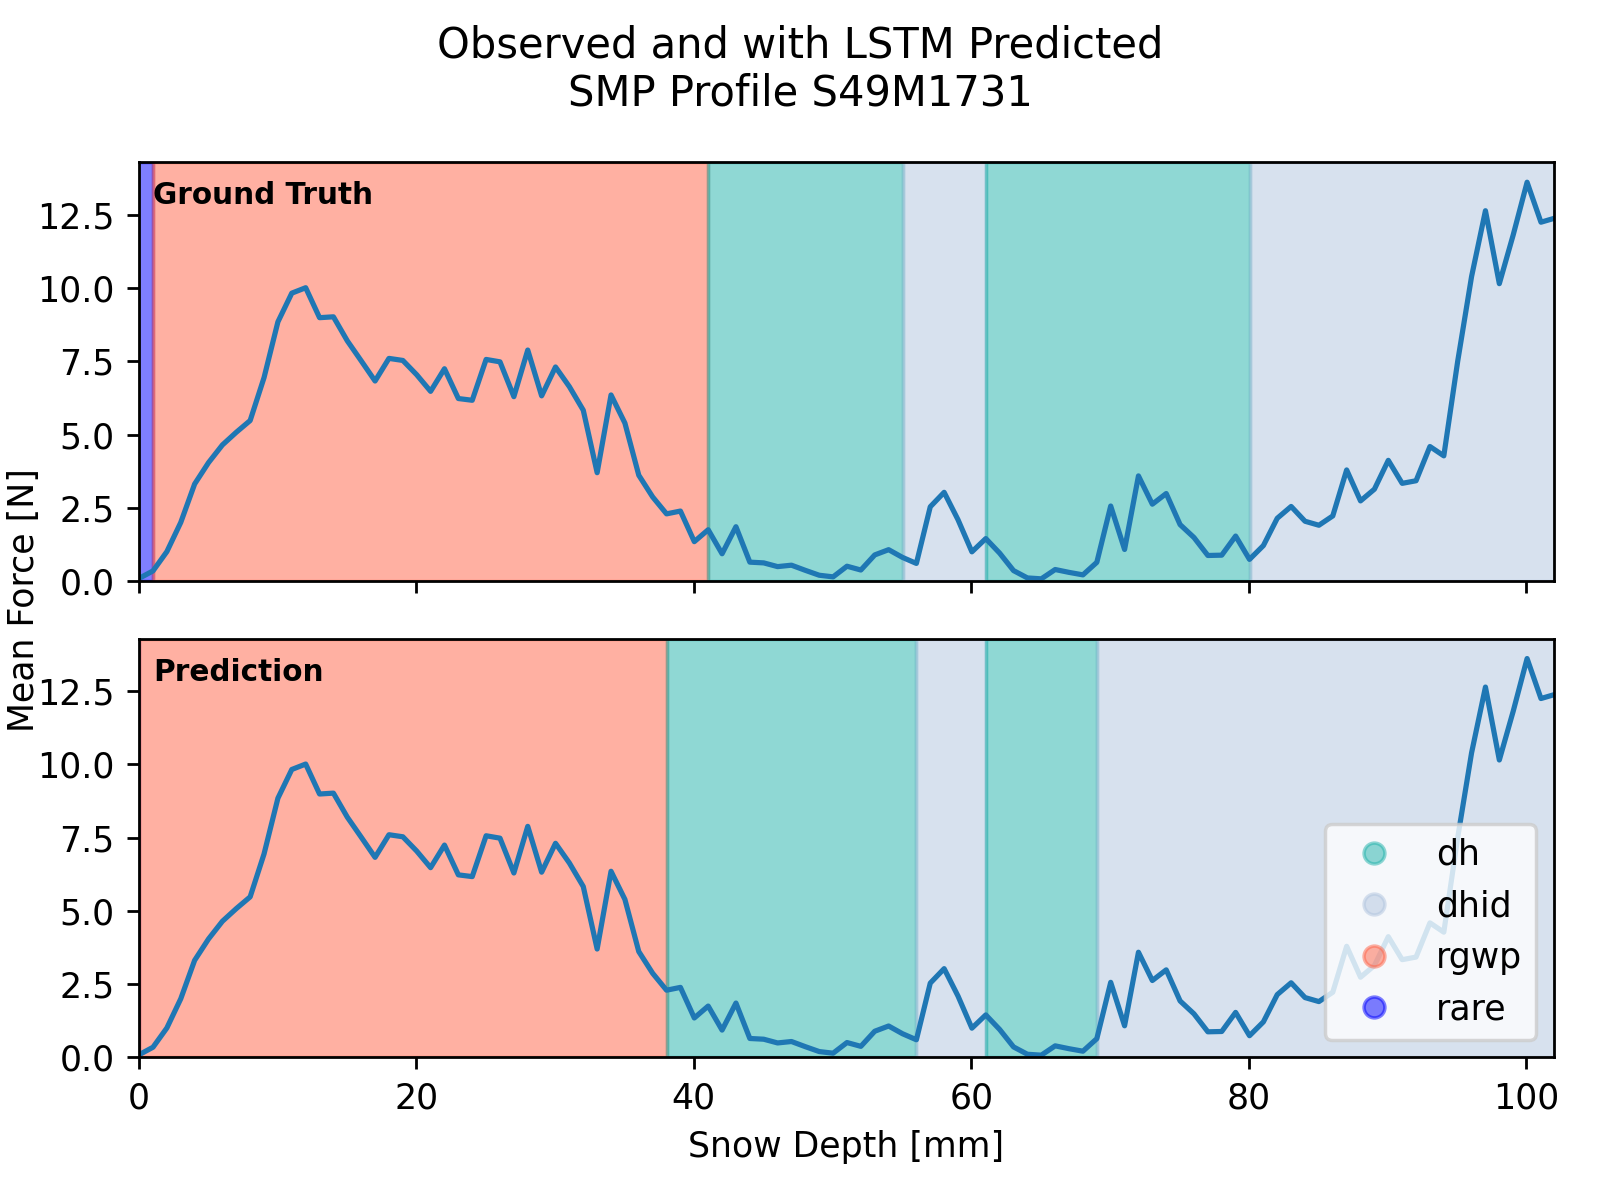 Observed and with LSTM Predicted
SMP Profile S49M1731
Ground Truth
12.5
10.0
7.5
5.0
2.5
0.0
Mean Force [N]
Prediction
12.5
10.0
7.5
5.0
2.5
0.0
dh
dhid
rgwp
rare
0 20 40 60 80 100
Snow Depth [mm]